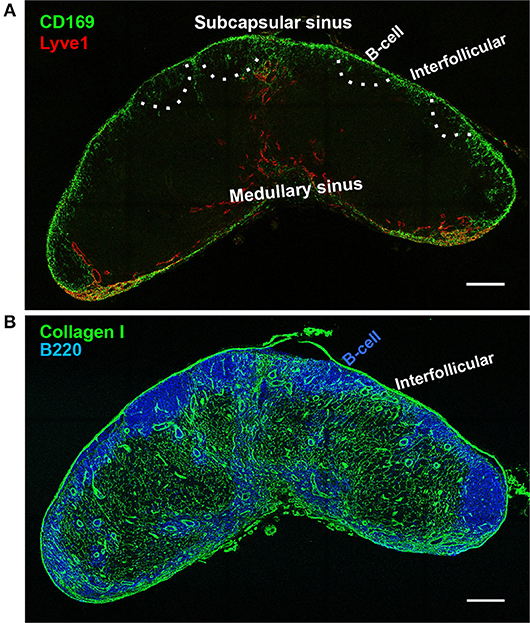 A
CD169
Lyve1
Subcapsular sinus
B-cell
Interfollicular
Medullary sinus
B
Collagen I
B220
B-cell
Interfollicular